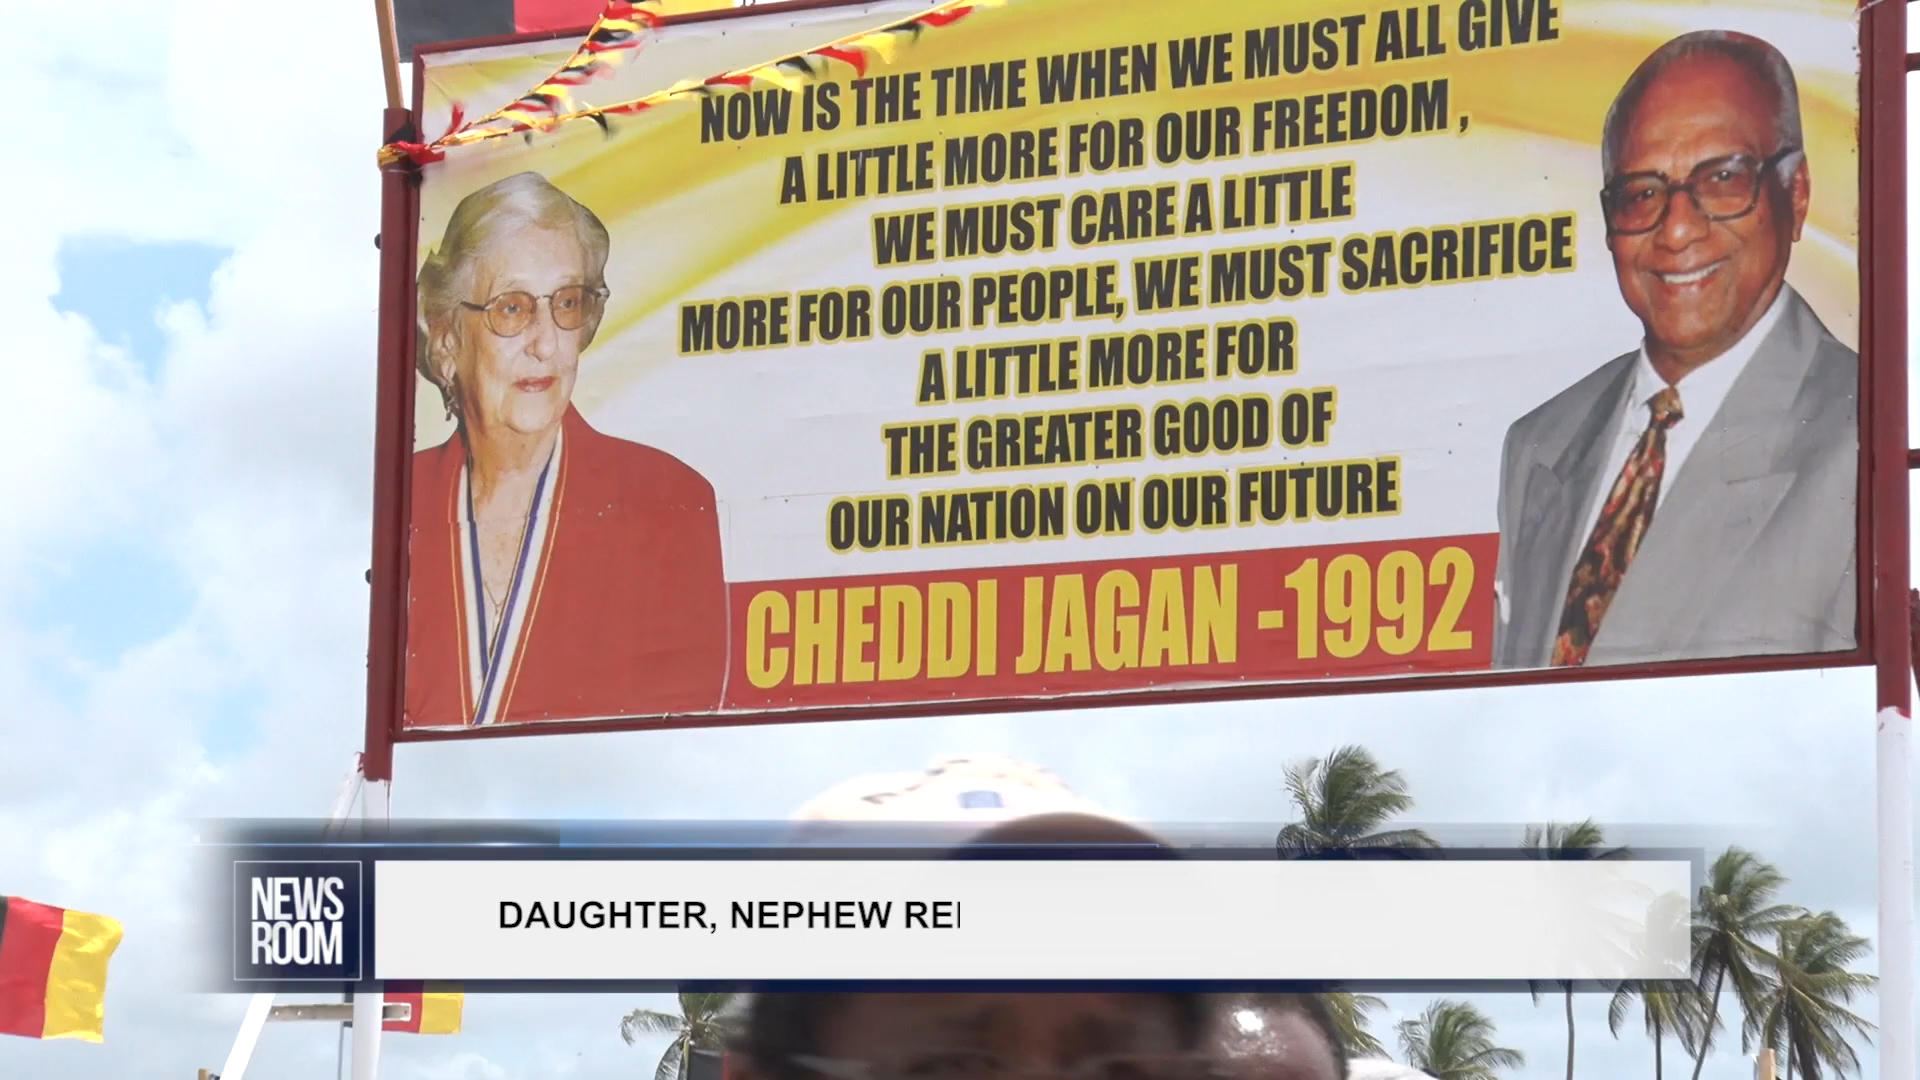 NOW IS THE TIME WHEN WE MUST ALL GIVE
A LITTLE MORE FOR OUR FREEDOM ,
WE MUST CARE A LITTLE
MORE FOR OUR PEOPLE, WE MUST SACRIFICE
A LITTLE MORE FOR
THE GREATER GOOD OF
OUR NATION ON OUR FUTURE
CHEDDI JAGAN -1992
NEWS
ROOM
DAUGHTER, NEPHEW